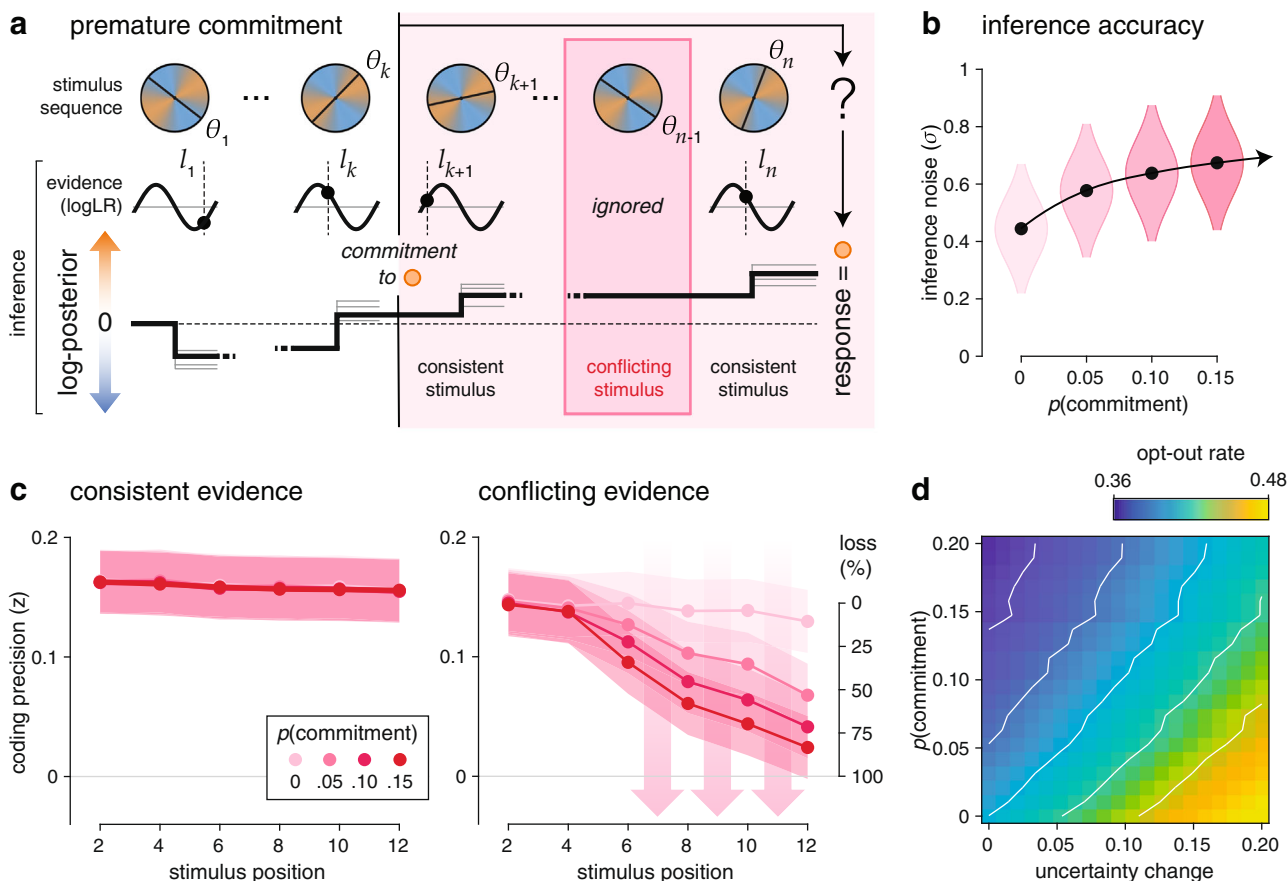 a premature commitment
stimulus
sequence
θ1
...
θk
θk+1
...
θn-1
θn
?
evidence
(logLR)
l1
lk
lk+1
ignored
ln
commitment
to
inference
log-posterior
0
consistent
stimulus
conflicting
stimulus
consistent
stimulus
response =
b inference accuracy
inference noise (σ)
1
0.8
0.6
0.4
0.2
0
0 0.05 0.10 0.15
p(commitment)
c consistent evidence
coding precision (z)
0.2
0.1
0
p(commitment)
0 .05 .10 .15
2 4 6 8 10 12
stimulus position
conflicting evidence
0.2
0.1
0
loss
(%)
0
25
50
75
100
2 4 6 8 10 12
stimulus position
d
opt-out rate
0.36 0.48
p(commitment)
0.20
0.15
0.10
0.05
0
0 0.05 0.10 0.15 0.20
uncertainty change